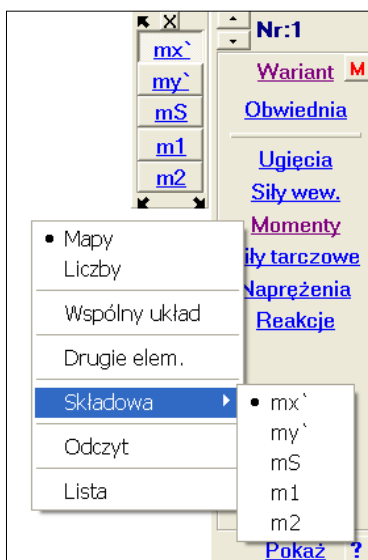 X
mx`
my`
mS
m1
m2
Nr:1
Wariant M
Obwiednia
Ugięcia
Siły wew.
Momenty
iły tarczowe
Naprężenia
Reakcje
Mapy
Liczby
Wspólny układ
Drugie elem.
Składowa
Odczyt
Lista
mx`
my`
mS
m1
m2
Pokaż ?